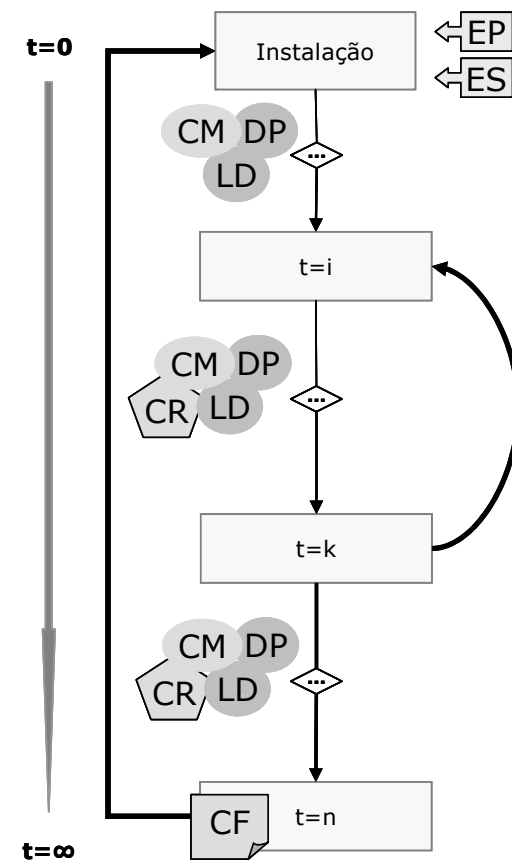 t=0
Instalação
EP
ES
CM DP
LD
...
t=i
CM DP
CR LD
...
t=k
CM DP
CR LD
...
CF
t=n
t=∞